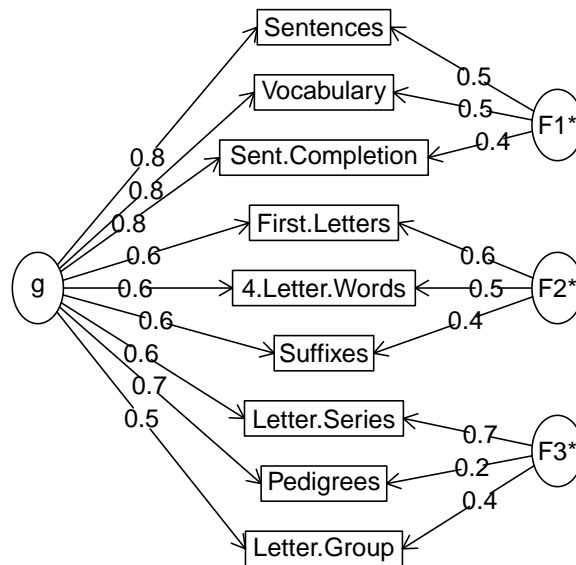 Sentences
0.5
Vocabulary
0.5
F1*
0.8
Sent.Completion
0.4
0.8
0.8
First.Letters
0.6
0.6
g
0.6
4.Letter.Words
0.5
F2*
0.6
0.4
Suffixes
0.6
0.7
Letter.Series
0.7
F3*
0.5
0.2
Pedigrees
0.4
Letter.Group